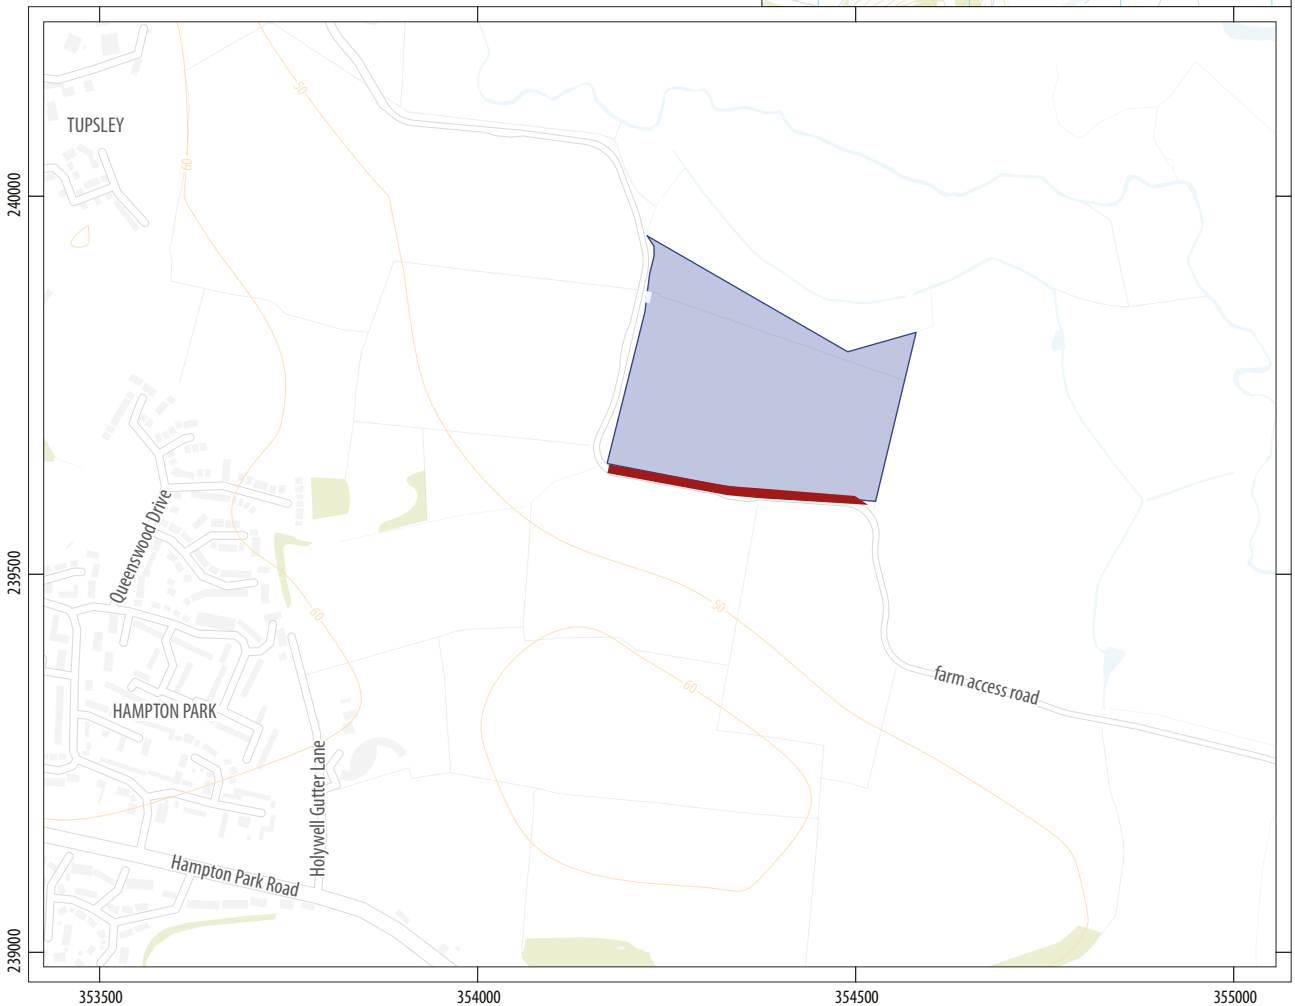 50
TUPSLEY
60
240000
Queenswood Drive
239500
50
60
farm access road
60
HAMPTON PARK
Holywell Gutter Lane
Hampton Park Road
239000
353500
354000
354500
355000